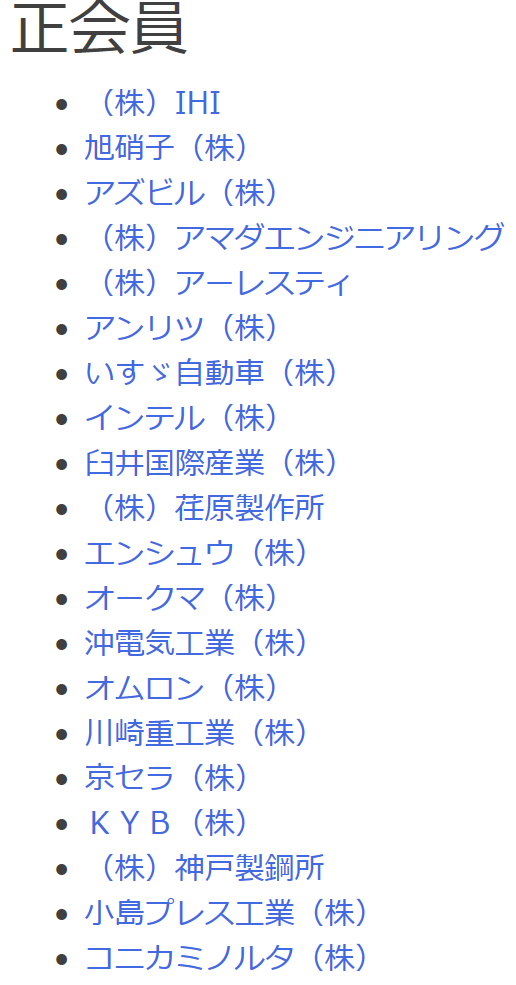 正会員
（株）IHI
旭硝子（株）
アズビル（株）
（株）アマダエンジニアリング
（株）アーレスティ
アンリツ（株）
いすゞ自動車（株）
インテル（株）
臼井国際産業（株）
（株）荏原製作所
エンシュウ（株）
オークマ（株）
沖電気工業（株）
オムロン（株）
川崎重工業（株）
京セラ（株）
ＫＹＢ（株）
（株）神戸製鋼所
小島プレス工業（株）
コニカミノルタ（株）